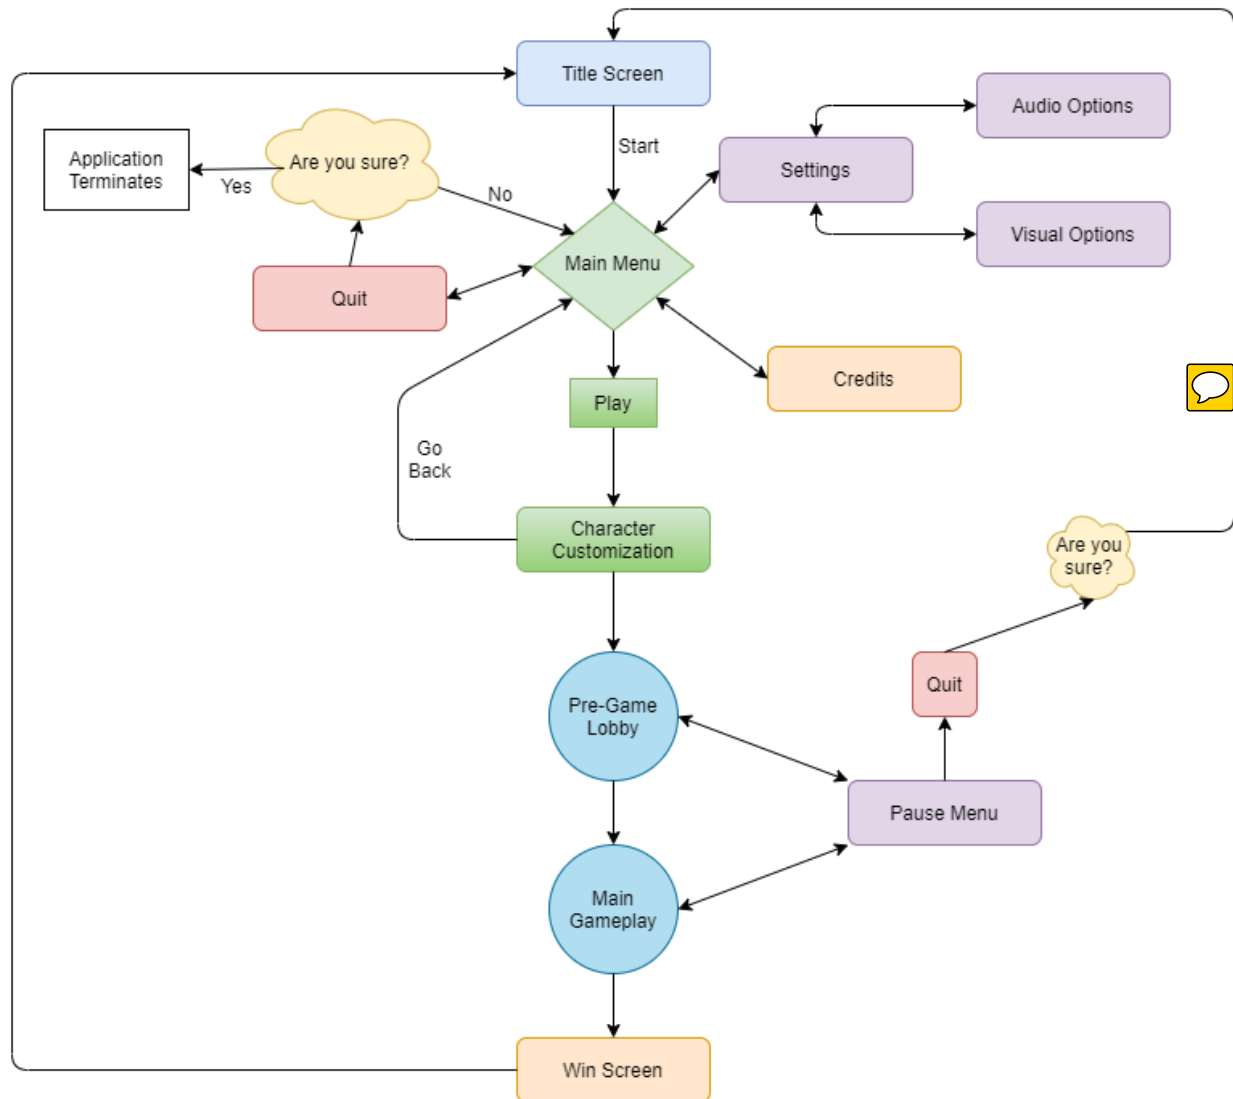 Title Screen
Audio Options
Start
Settings
Application
Terminates
Are you sure?
Yes
No
Visual Options
Main Menu
Quit
Credits
Play
Go
Back
Character
Customization
Are you
sure?
Quit
Pre-Game
Lobby
Pause Menu
Main
Gameplay
Win Screen